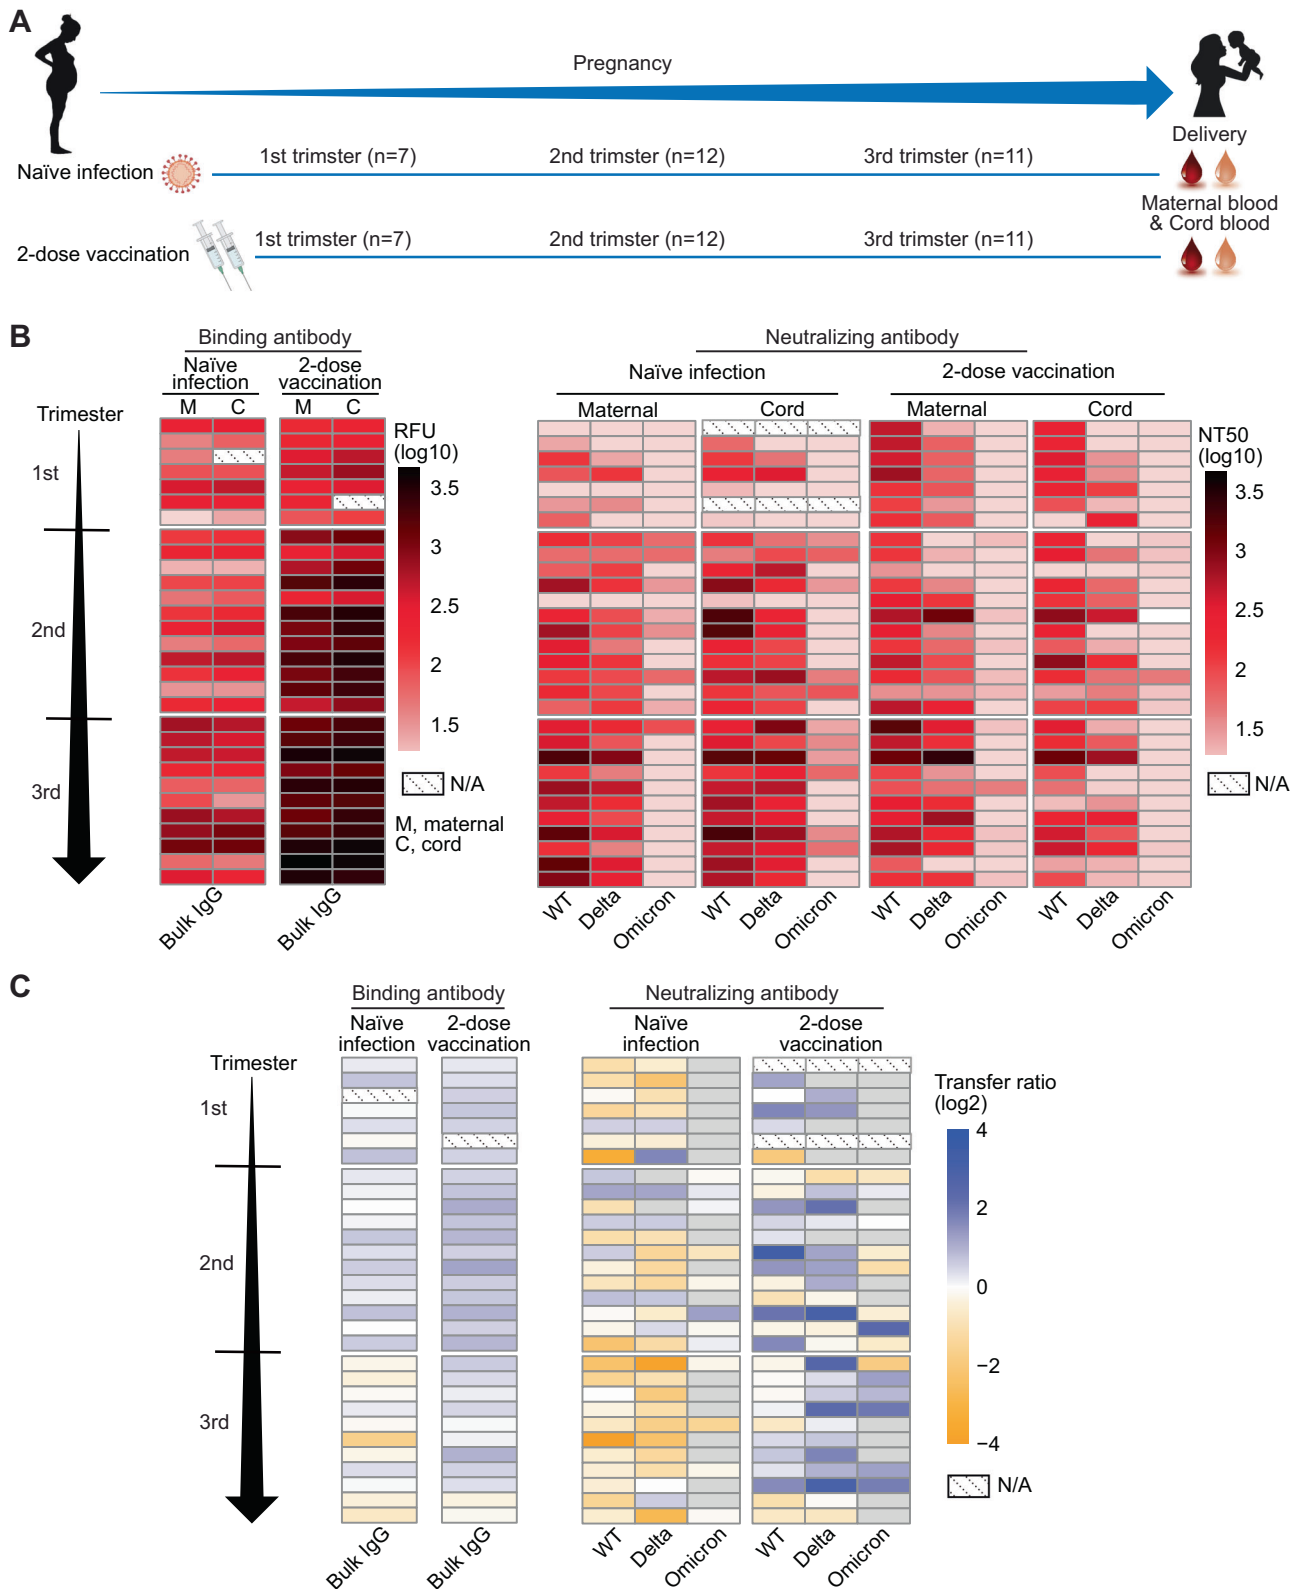 A
Pregnancy
Delivery
Naïve infection
1st trimster (n=7)
2nd trimster (n=12)
3rd trimster (n=11)
Maternal blood
& Cord blood
2-dose vaccination
1st trimster (n=7)
2nd trimster (n=12)
3rd trimster (n=11)
B
Binding antibody
Neutralizing antibody
Naïve
infection
2-dose
vaccination
Naïve infection
2-dose vaccination
M
C
M
C
Maternal
Cord
Maternal
Cord
Trimester
1st
2nd
3rd
RFU
(log10)
3.5
3
2.5
2
1.5
N/A
M, maternal
C, cord
NT50
(log10)
3.5
3
2.5
2
1.5
N/A
Bulk IgG
Bulk IgG
WT
Delta
Omicron
WT
Delta
Omicron
WT
Delta
Omicron
WT
Delta
Omicron
C
Binding antibody
Neutralizing antibody
Naïve
infection
2-dose
vaccination
Naïve
infection
2-dose
vaccination
Trimester
1st
2nd
3rd
Transfer ratio
(log2)
4
2
0
−2
−4
N/A
Bulk IgG
Bulk IgG
WT
Delta
Omicron
WT
Delta
Omicron